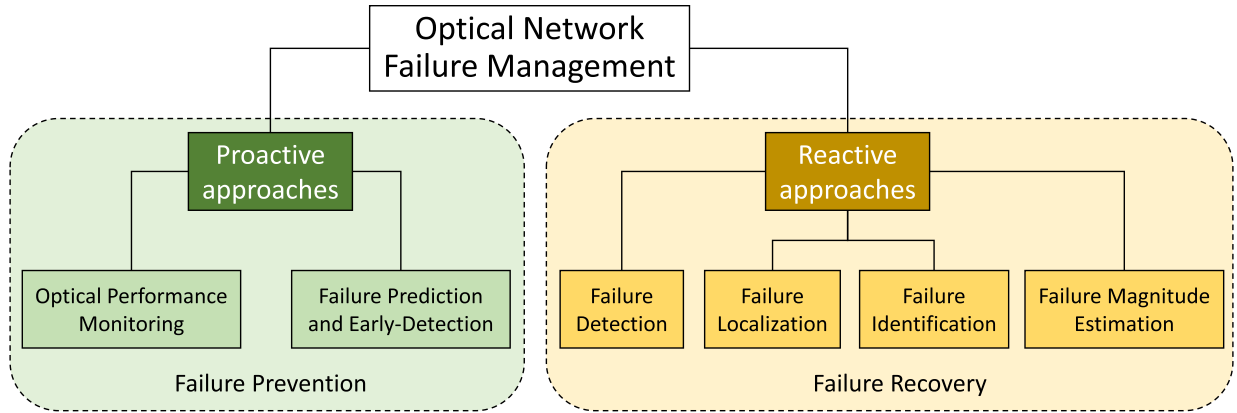 Optical Network
Failure Management
Proactive
approaches
Reactive
approaches
Optical Performance
Monitoring
Failure Prediction
and Early-Detection
Failure
Detection
Failure
Localization
Failure
Identification
Failure Magnitude
Estimation
Failure Prevention
Failure Recovery